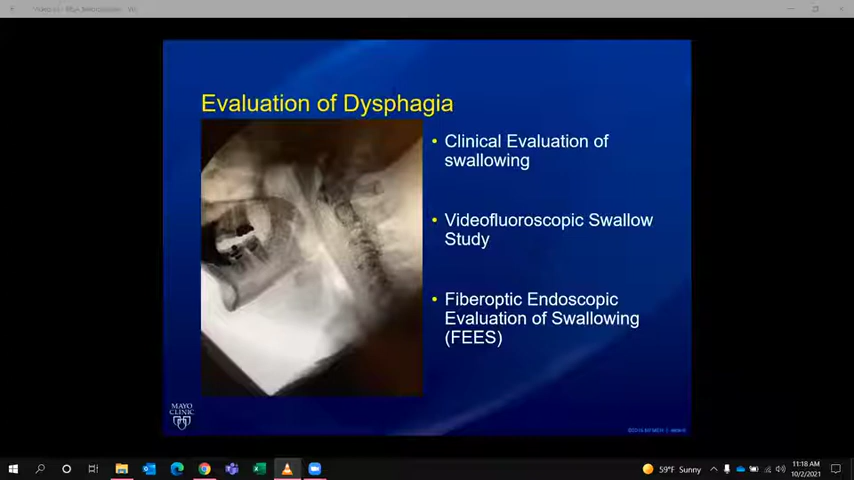 Evaluation of Dysphagia
• Clinical Evaluation of
swallowing
• Videofluoroscopic Swallow
Study
• Fiberoptic Endoscopic
Evaluation of Swallowing
(FEES)
MAYO
CLINIC
59°F Sunny
11:18 AM
10/2/2021